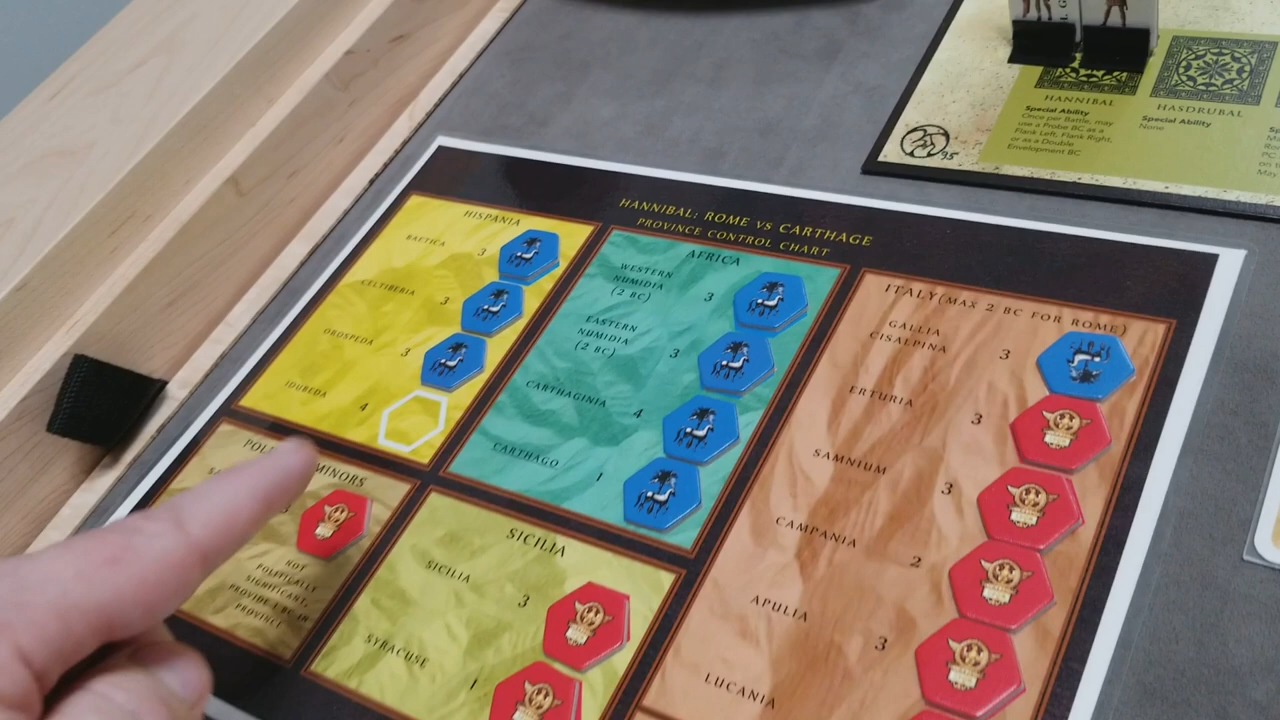 HANNIBAL
Special Ability
Once per Battle, may
use a Probe BC as a
Flank Left, Flank Right,
or as a Double
Envelopment BC
HASDRUBAL
Special Ability
None
95
HANNIBAL: ROME VS CARTHAGE
PROVINCE CONTROL CHART
HISPANIA
BAETICA 3
CELTIBERIA 3
OROSPEDA 3
IDUBEDA 4
AFRICA
WESTERN
NUMIDIA
(2 BC) 3
EASTERN
NUMIDIA
(2 BC) 3
CARTHAGINIA 4
CARTHAGO 1
ITALY(MAX 2 BC FOR ROME)
GALLIA
CISALPINA 3
ERTURIA 3
SAMNIUM 3
CAMPANIA 2
APULIA 3
LUCANIA
MINORS
NOT
POLITICALLY
SIGNIFICANT,
PROVIDE 1 BC IN
PROVINCE
SICILIA
SICILIA 3
SYRACUSE 1